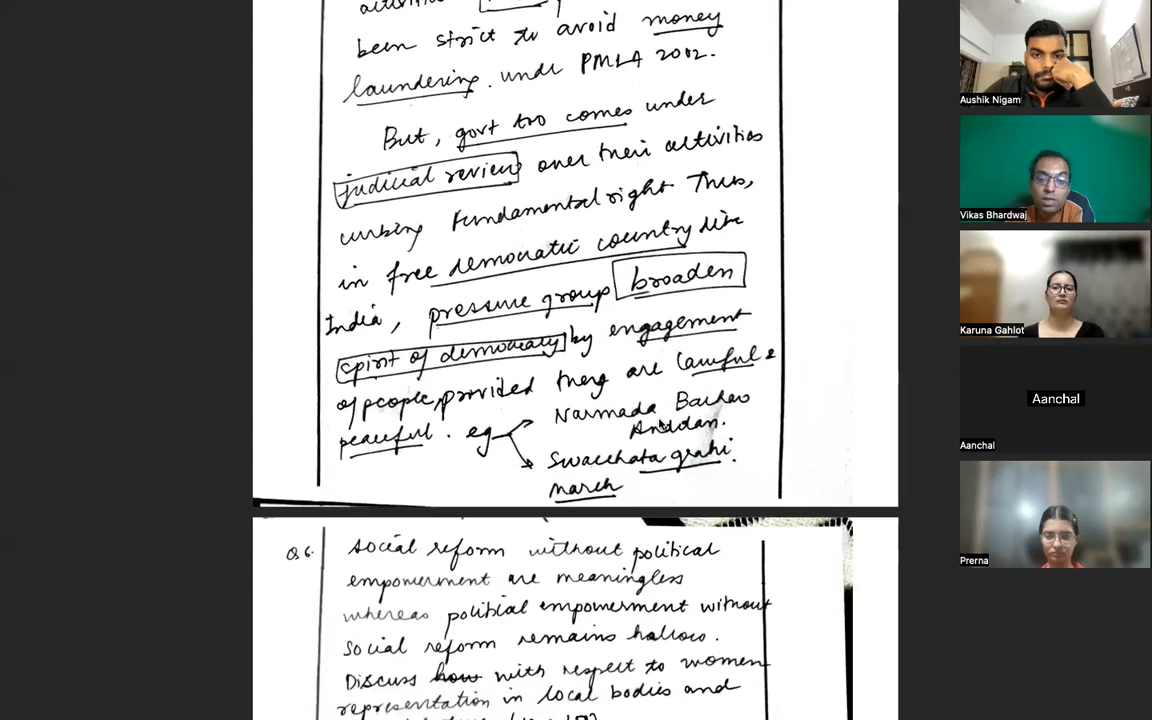 been strict to avoid money
laundering. unde PMLA 2002.
But, govt too comes under
judicial review over their activities
curbing Fundamental right Thus,
in free democratic country like
India, pressure group broaden
spirit of democracy by engagement
of people, provided they are lawful &
peaceful. eg Narmada Bachao
Andolan.
Swacchata grahi.
march
Q.6. Social reform without political
empowerment are meaningless
whereas political empowerment without
social reform remains hallow.
Discuss how with respect to women
representation in local bodies and
Aushik Nigam
Vikas Bhardwaj
Karuna Gahlot
Aanchal
Aanchal
Prerna